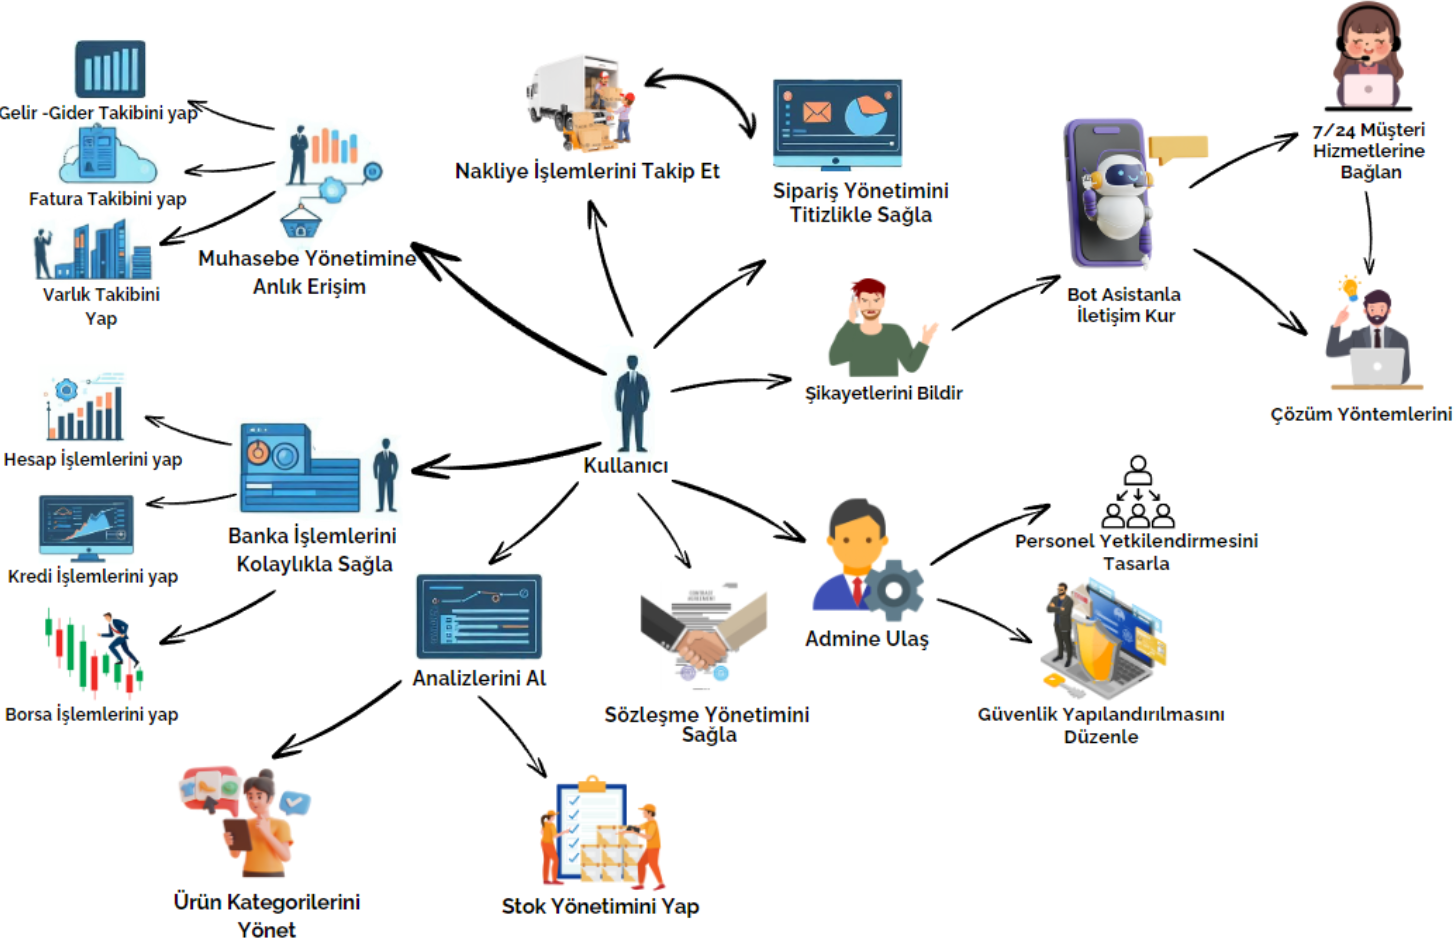 Gelir -Gider Takibini yap
Fatura Takibini yap
Varlık Takibini
Yap
Muhasebe Yönetimine
Anlık Erişim
Nakliye İşlemlerini Takip Et
Sipariş Yönetimini
Titizlikle Sağla
7/24 Müşteri
Hizmetlerine
Bağlan
Bot Asistanla
İletişim Kur
Şikayetlerini Bildir
Çözüm Yöntemlerini
Kullanıcı
Hesap İşlemlerini yap
Kredi İşlemlerini yap
Borsa İşlemlerini yap
Banka İşlemlerini
Kolaylıkla Sağla
Analizlerini Al
CONTRACT
AGREEMENT
Sözleşme Yönetimini
Sağla
Admine Ulaş
Personel Yetkilendirmesini
Tasarla
Güvenlik Yapılandırılmasını
Düzenle
Ürün Kategorilerini
Yönet
Stok Yönetimini Yap